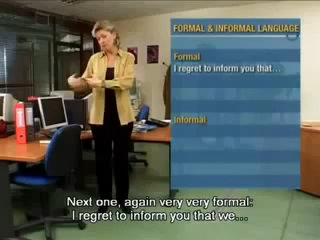 FORMAL & INFORMAL LANGUAGE
Formal
I regret to inform you that…
Informal
Next one, again very very formal:
I regret to inform you that we…